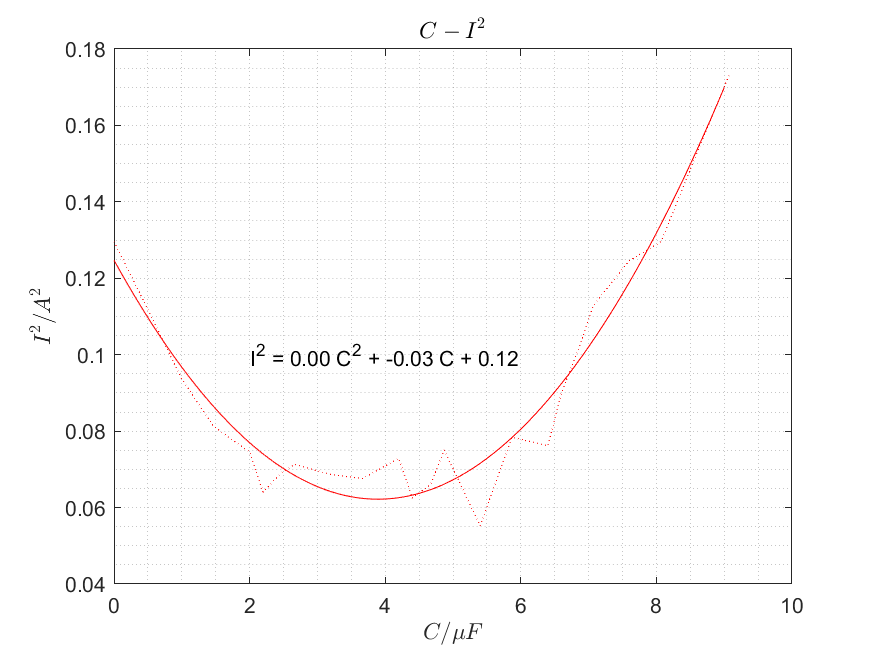 C − I²
0.18
0.16
0.14
0.12
0.1
0.08
0.06
0.04
I²/A²
I² = 0.00 C² + -0.03 C + 0.12
0 2 4 6 8 10
C/μF